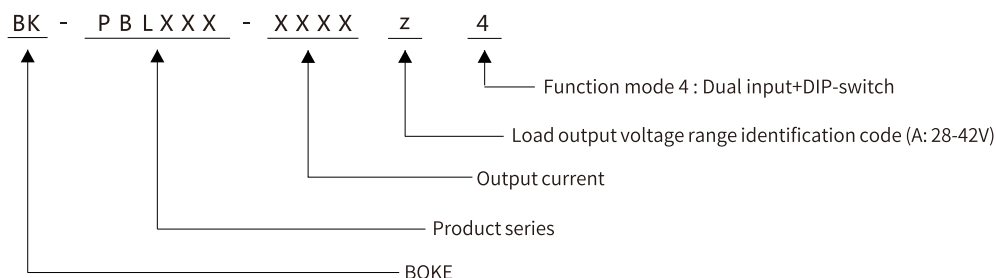 BK - PBLXXX - XXXX z 4
Function mode 4 : Dual input+DIP-switch
Load output voltage range identification code (A: 28-42V)
Output current
Product series
BOKE